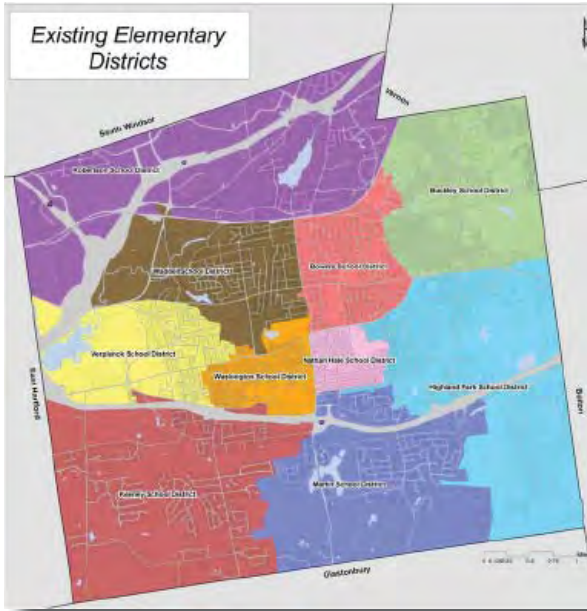 Existing Elementary
Districts
South Windsor
Vernon
Robertson School District
Buckley School District
Waddell School District
Bowers School District
Verplanck School District
Nathan Hale School District
Washington School District
Highland Park School District
East Hartford
Bolton
Keeney School District
Martin School District
Glastonbury